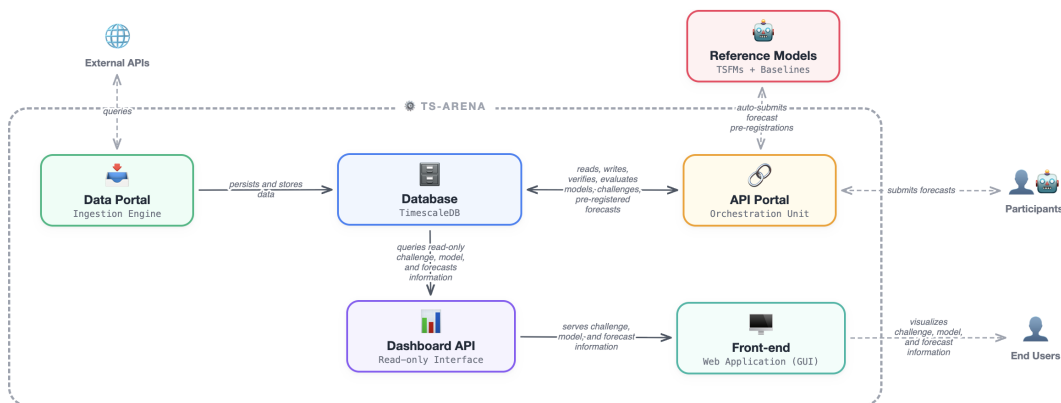 External APIs
queries
Reference Models
TSFMs + Baselines
TS-ARENA
auto-submits
forecast
pre-registrations
Data Portal
Ingestion Engine
persists and stores
data
Database
TimescaleDB
reads, writes,
verifies, evaluates
models, challenges,
pre-registered
forecasts
API Portal
Orchestration Unit
submits forecasts
Participants
queries read-only
challenge, model,
and forecasts
information
Dashboard API
Read-only Interface
serves challenge,
model, and forecast
information
Front-end
Web Application (GUI)
visualizes
challenge, model,
and forecast
information
End Users